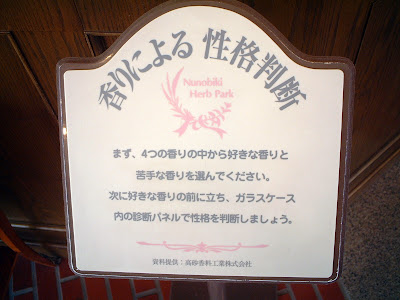 香りによる 性格判断
Nunobiki
Herb Park
まず、4つの香りの中から好きな香りと
苦手な香りを選んでください。
次に好きな香りの前に立ち、ガラスケース
内の診断パネルで性格を判断しましょう。
資料提供：高砂香料工業株式会社